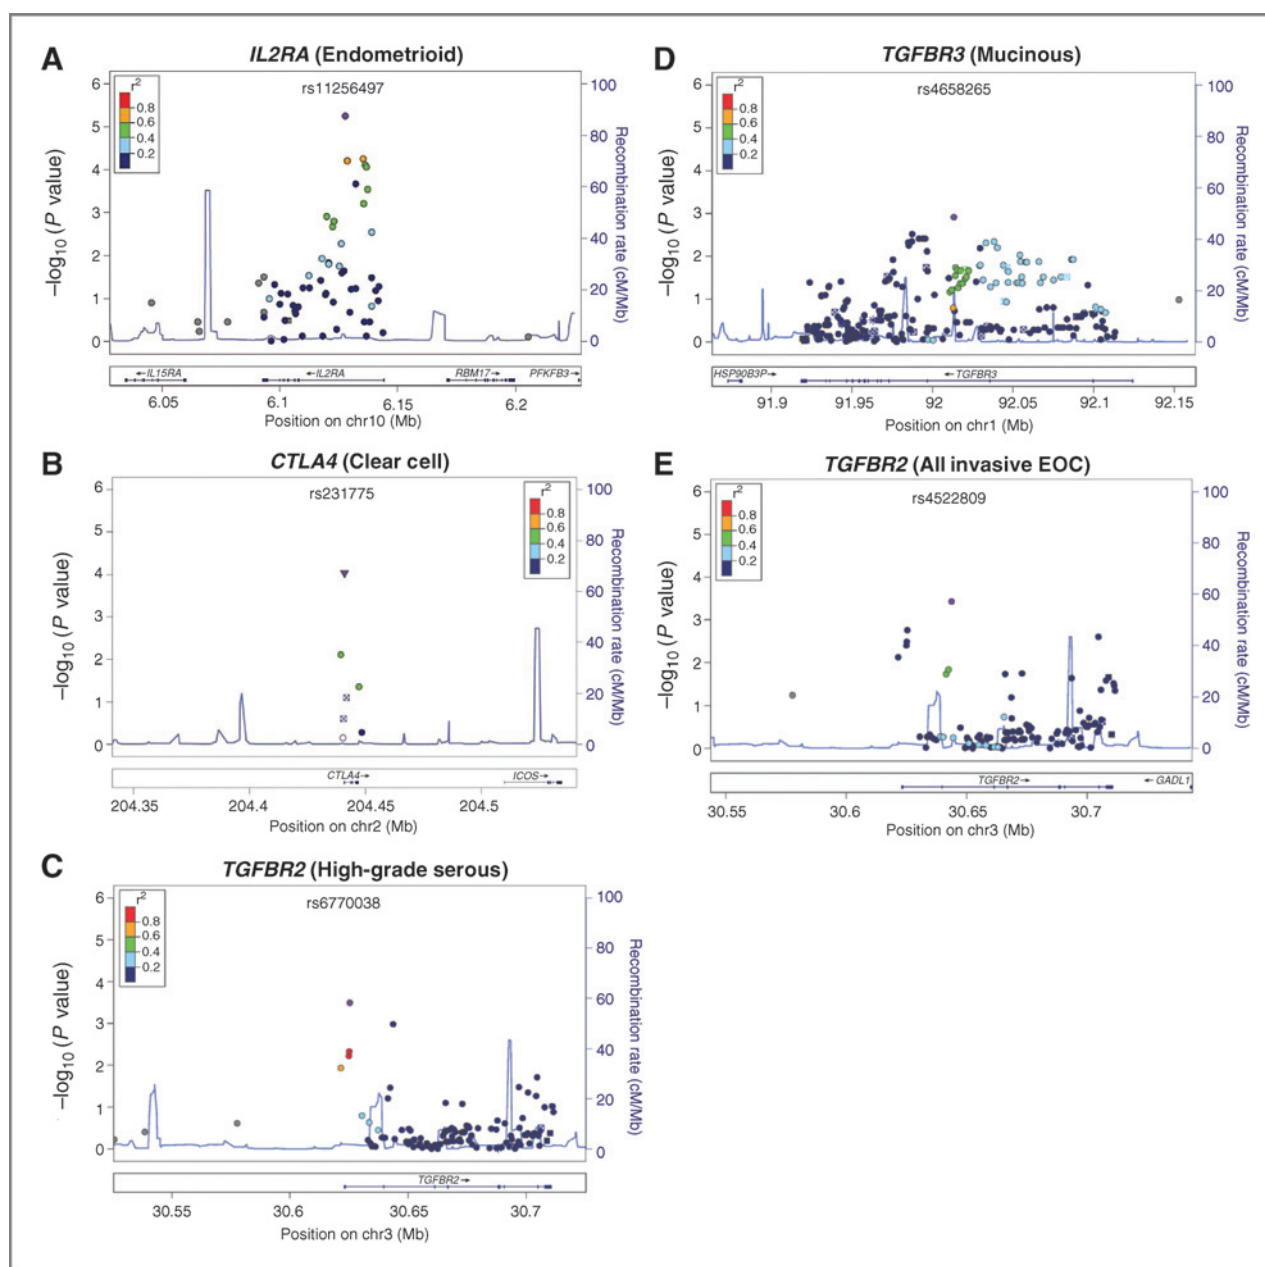 A
IL2RA (Endometrioid)
rs11256497
r2
0.8
0.6
0.4
0.2
6
5
4
3
2
1
0
–log10 (P value)
100
80
60
40
20
0
Recombination rate (cM/Mb)
←IL15RA
←IL2RA
RBM17→
PFKFB3→
6.05
6.1
6.15
6.2
Position on chr10 (Mb)
B
CTLA4 (Clear cell)
rs231775
r2
0.8
0.6
0.4
0.2
6
5
4
3
2
1
0
–log10 (P value)
100
80
60
40
20
0
Recombination rate (cM/Mb)
CTLA4→
ICOS→
204.35
204.4
204.45
204.5
Position on chr2 (Mb)
C
TGFBR2 (High-grade serous)
rs6770038
r2
0.8
0.6
0.4
0.2
6
5
4
3
2
1
0
–log10 (P value)
100
80
60
40
20
0
Recombination rate (cM/Mb)
TGFBR2→
30.55
30.6
30.65
30.7
Position on chr3 (Mb)
D
TGFBR3 (Mucinous)
rs4658265
r2
0.8
0.6
0.4
0.2
6
5
4
3
2
1
0
–log10 (P value)
100
80
60
40
20
0
Recombination rate (cM/Mb)
HSP90B3P→
←TGFBR3
91.9
91.95
92
92.05
92.1
92.15
Position on chr1 (Mb)
E
TGFBR2 (All invasive EOC)
rs4522809
r2
0.8
0.6
0.4
0.2
6
5
4
3
2
1
0
–log10 (P value)
100
80
60
40
20
0
Recombination rate (cM/Mb)
TGFBR2→
←GADL1
30.55
30.6
30.65
30.7
Position on chr3 (Mb)